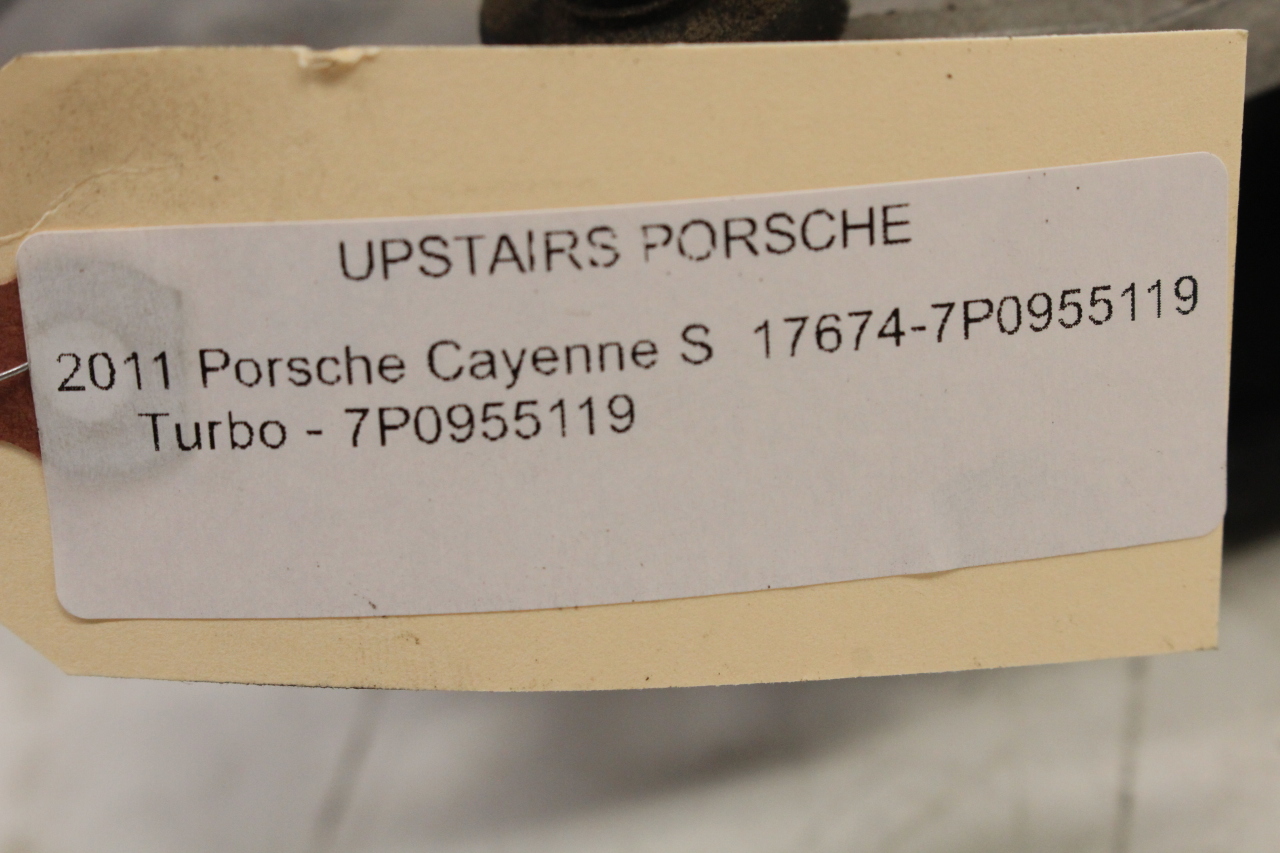 UPSTAIRS PORSCHE
2011 Porsche Cayenne S 17674-7P0955119
Turbo - 7P0955119